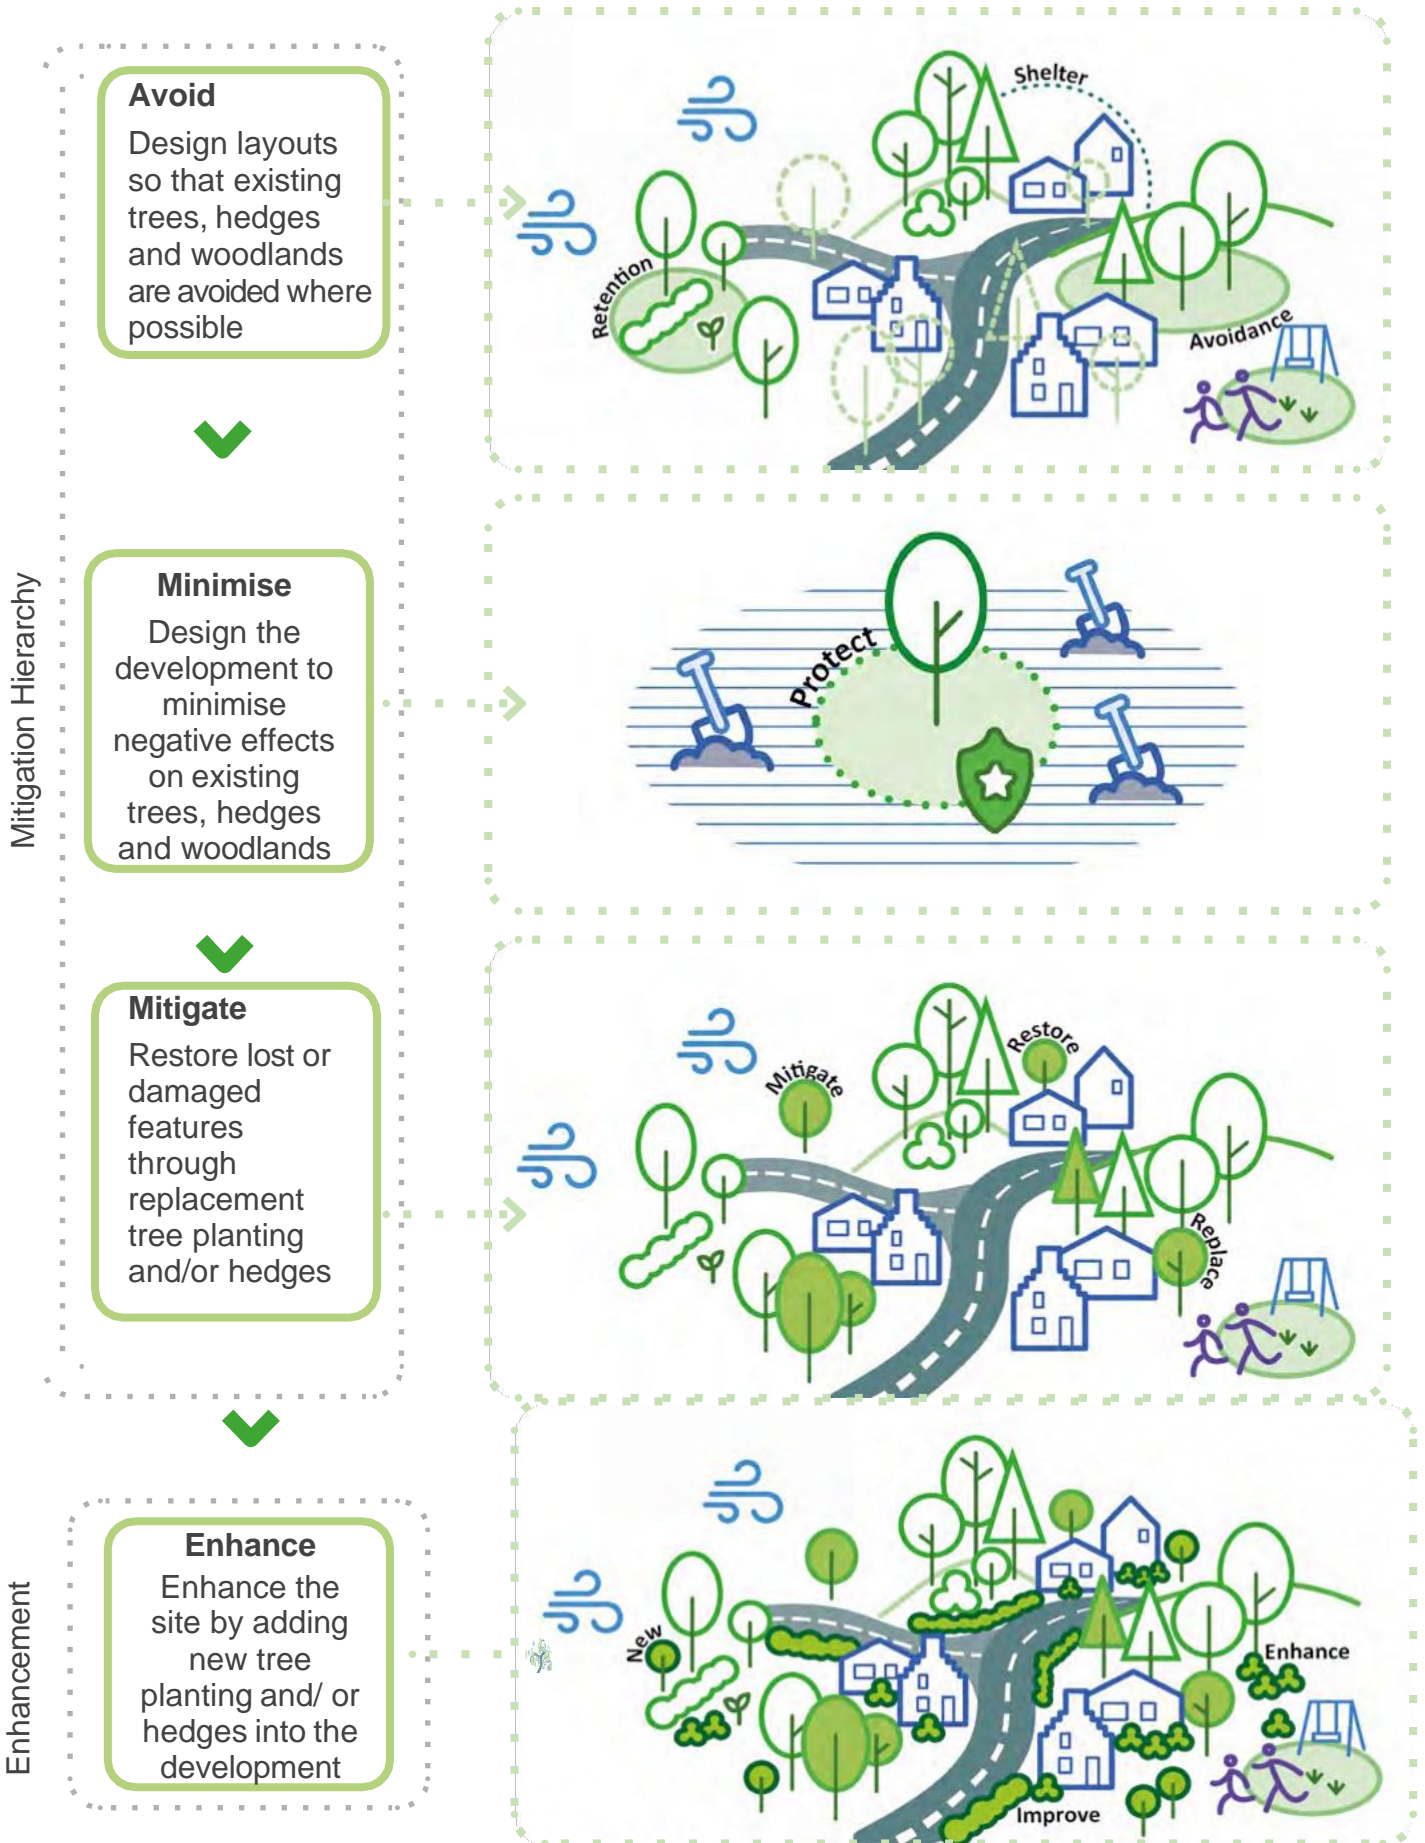 Mitigation Hierarchy
Avoid
Design layouts
so that existing
trees, hedges
and woodlands
are avoided where
possible
Shelter
Retention
Avoidance
Minimise
Design the
development to
minimise
negative effects
on existing
trees, hedges
and woodlands
Protect
Mitigate
Restore lost or
damaged
features
through
replacement
tree planting
and/or hedges
Mitigate
Restore
Replace
Enhancement
Enhance
Enhance the
site by adding
new tree
planting and/ or
hedges into the
development
New
Enhance
Improve